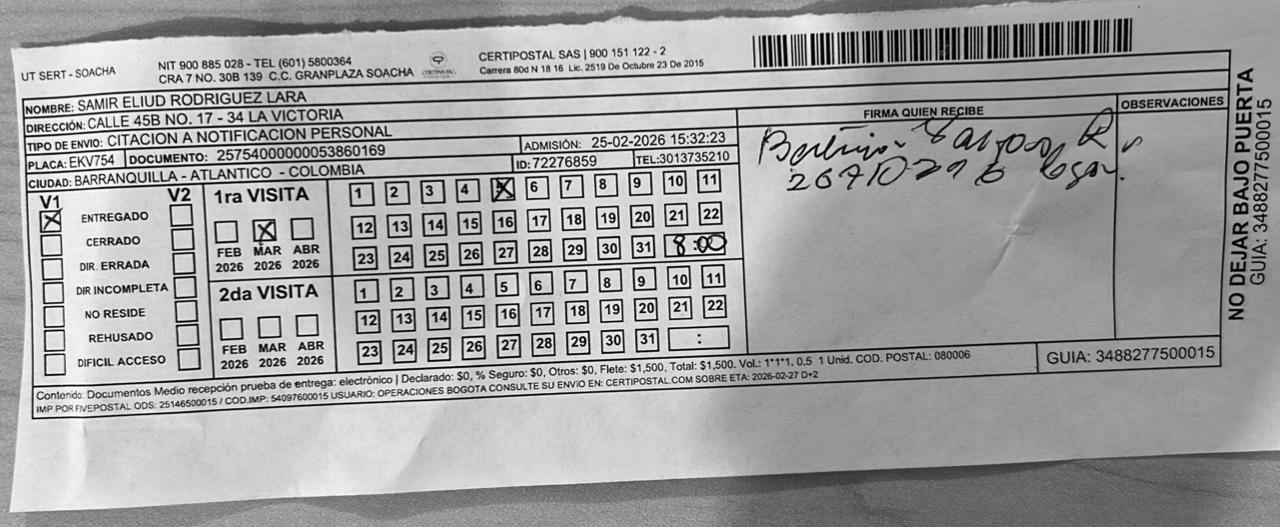 UT SERT - SOACHA
NIT 900 885 028 - TEL (601) 5800364
CRA 7 NO. 30B 139 C.C. GRANPLAZA SOACHA
CERTIPOSTAL SAS | 900 151 122 - 2
Carrera 80d N 18 16 Lic. 2519 De Octubre 23 De 2015
NOMBRE: SAMIR ELIUD RODRIGUEZ LARA
DIRECCIÓN: CALLE 45B NO. 17 - 34 LA VICTORIA
TIPO DE ENVIO: CITACION A NOTIFICACION PERSONAL
ADMISIÓN: 25-02-2026 15:32:23
PLACA: EKV754 DOCUMENTO: 25754000000053860169
ID:72276859 TEL:3013735210
CIUDAD: BARRANQUILLA - ATLANTICO - COLOMBIA
V1 V2
ENTREGADO
CERRADO
DIR. ERRADA
DIR INCOMPLETA
NO RESIDE
REHUSADO
DIFICIL ACCESO
1ra VISITA
FEB MAR ABR
2026 2026 2026
1 2 3 4 5 6 7 8 9 10 11
12 13 14 15 16 17 18 19 20 21 22
23 24 25 26 27 28 29 30 31 8:00
2da VISITA
FEB MAR ABR
2026 2026 2026
1 2 3 4 5 6 7 8 9 10 11
12 13 14 15 16 17 18 19 20 21 22
23 24 25 26 27 28 29 30 31 :
FIRMA QUIEN RECIBE
OBSERVACIONES
Contenido: Documentos Medio recepción prueba de entrega: electrónico | Declarado: $0, % Seguro: $0, Otros: $0, Flete: $1,500, Total: $1,500. Vol.: 1*1*1, 0.5 1 Unid. COD. POSTAL: 080006
IMP POR FIVEPOSTAL ODS: 25146500015 / COD.IMP: 54097600015 USUARIO: OPERACIONES BOGOTA CONSULTE SU ENVIO EN: CERTIPOSTAL.COM SOBRE ETA: 2026-02-27 D+2
GUIA: 3488277500015
NO DEJAR BAJO PUERTA
GUIA: 3488277500015